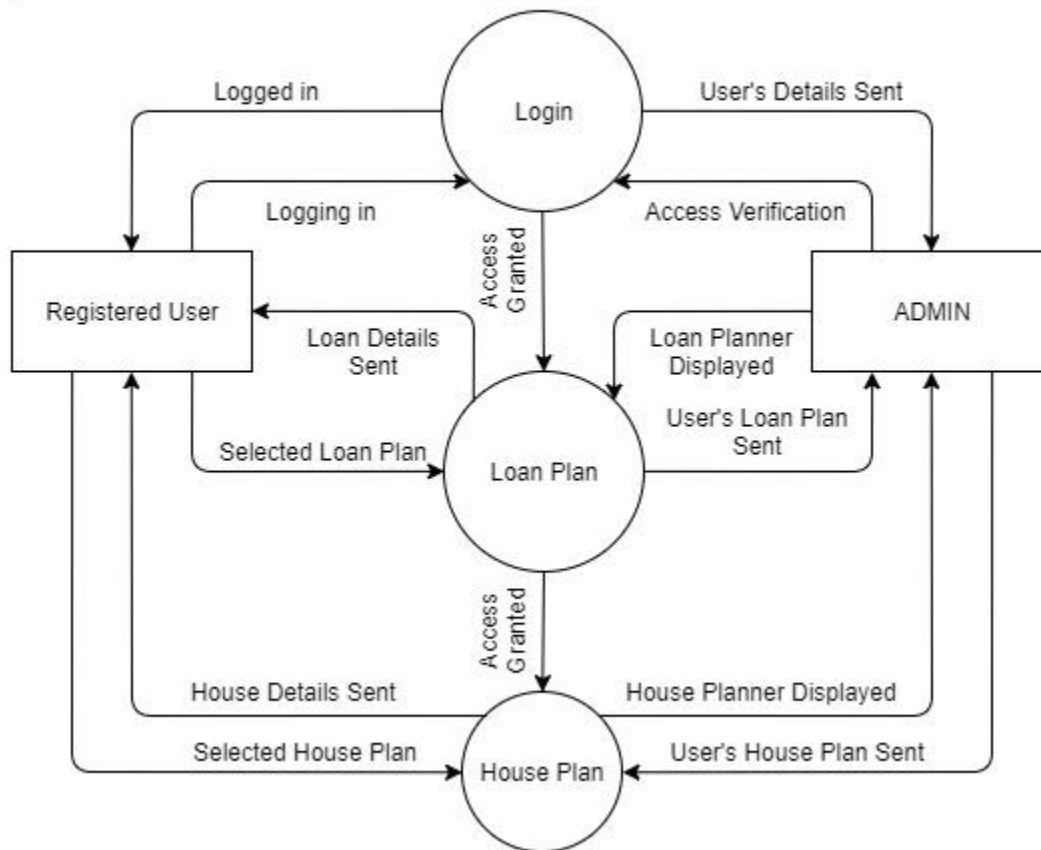 Logged in
Login
User's Details Sent
Logging in
Access Verification
Access
Granted
Registered User
ADMIN
Loan Details
Sent
Loan Planner
Displayed
Selected Loan Plan
Loan Plan
User's Loan Plan
Sent
Access
Granted
House Details Sent
House Planner Displayed
Selected House Plan
House Plan
User's House Plan Sent